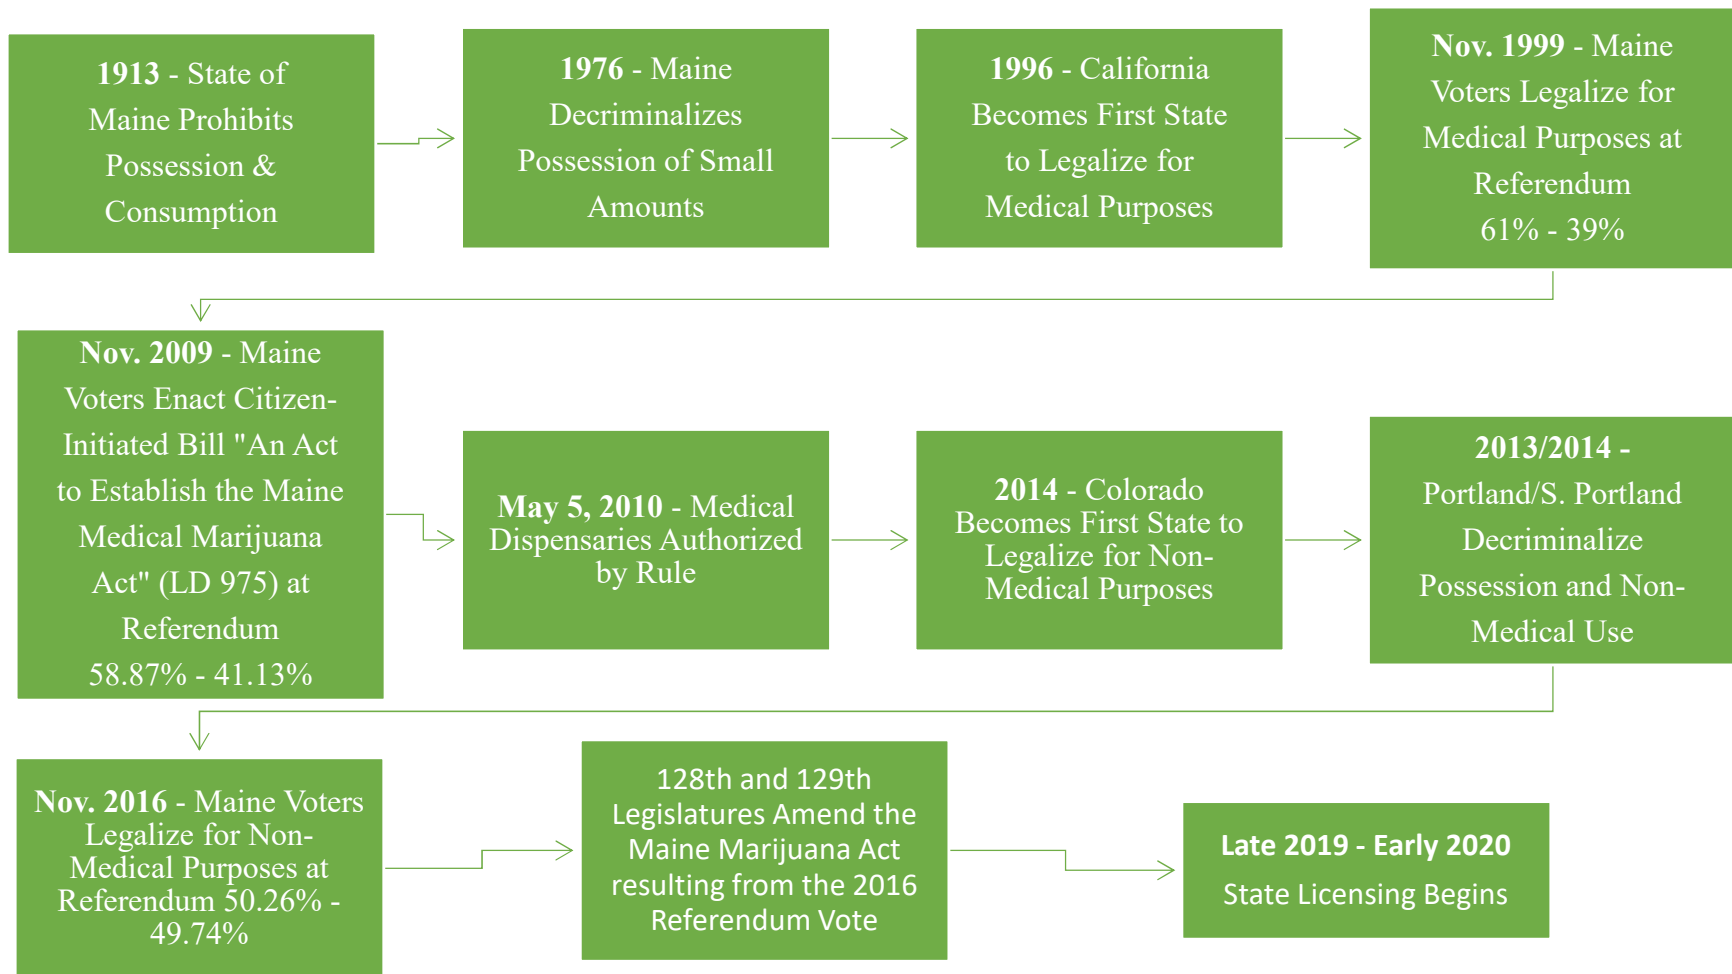 1913 - State of
Maine Prohibits
Possession &
Consumption
1976 - Maine
Decriminalizes
Possession of Small
Amounts
1996 - California
Becomes First State
to Legalize for
Medical Purposes
Nov. 1999 - Maine
Voters Legalize for
Medical Purposes at
Referendum
61% - 39%
Nov. 2009 - Maine
Voters Enact Citizen-
Initiated Bill "An Act
to Establish the Maine
Medical Marijuana
Act" (LD 975) at
Referendum
58.87% - 41.13%
May 5, 2010 - Medical
Dispensaries Authorized
by Rule
2014 - Colorado
Becomes First State to
Legalize for Non-
Medical Purposes
2013/2014 -
Portland/S. Portland
Decriminalize
Possession and Non-
Medical Use
Nov. 2016 - Maine Voters
Legalize for Non-
Medical Purposes at
Referendum 50.26% -
49.74%
128th and 129th
Legislatures Amend the
Maine Marijuana Act
resulting from the 2016
Referendum Vote
Late 2019 - Early 2020
State Licensing Begins